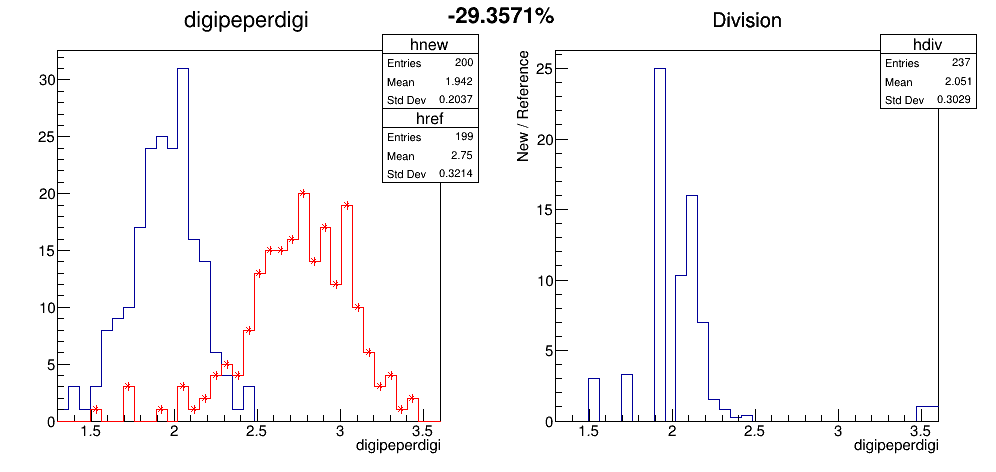 -29.3571%
digipeperdigi
hnew
Entries 200
Mean 1.942
Std Dev 0.2037
href
Entries 199
Mean 2.75
Std Dev 0.3214
30
25
20
15
10
5
0
1.5 2 2.5 3 3.5
digipeperdigi
Division
hdiv
Entries 237
Mean 2.051
Std Dev 0.3029
New / Reference
25
20
15
10
5
0
1.5 2 2.5 3 3.5
digipeperdigi